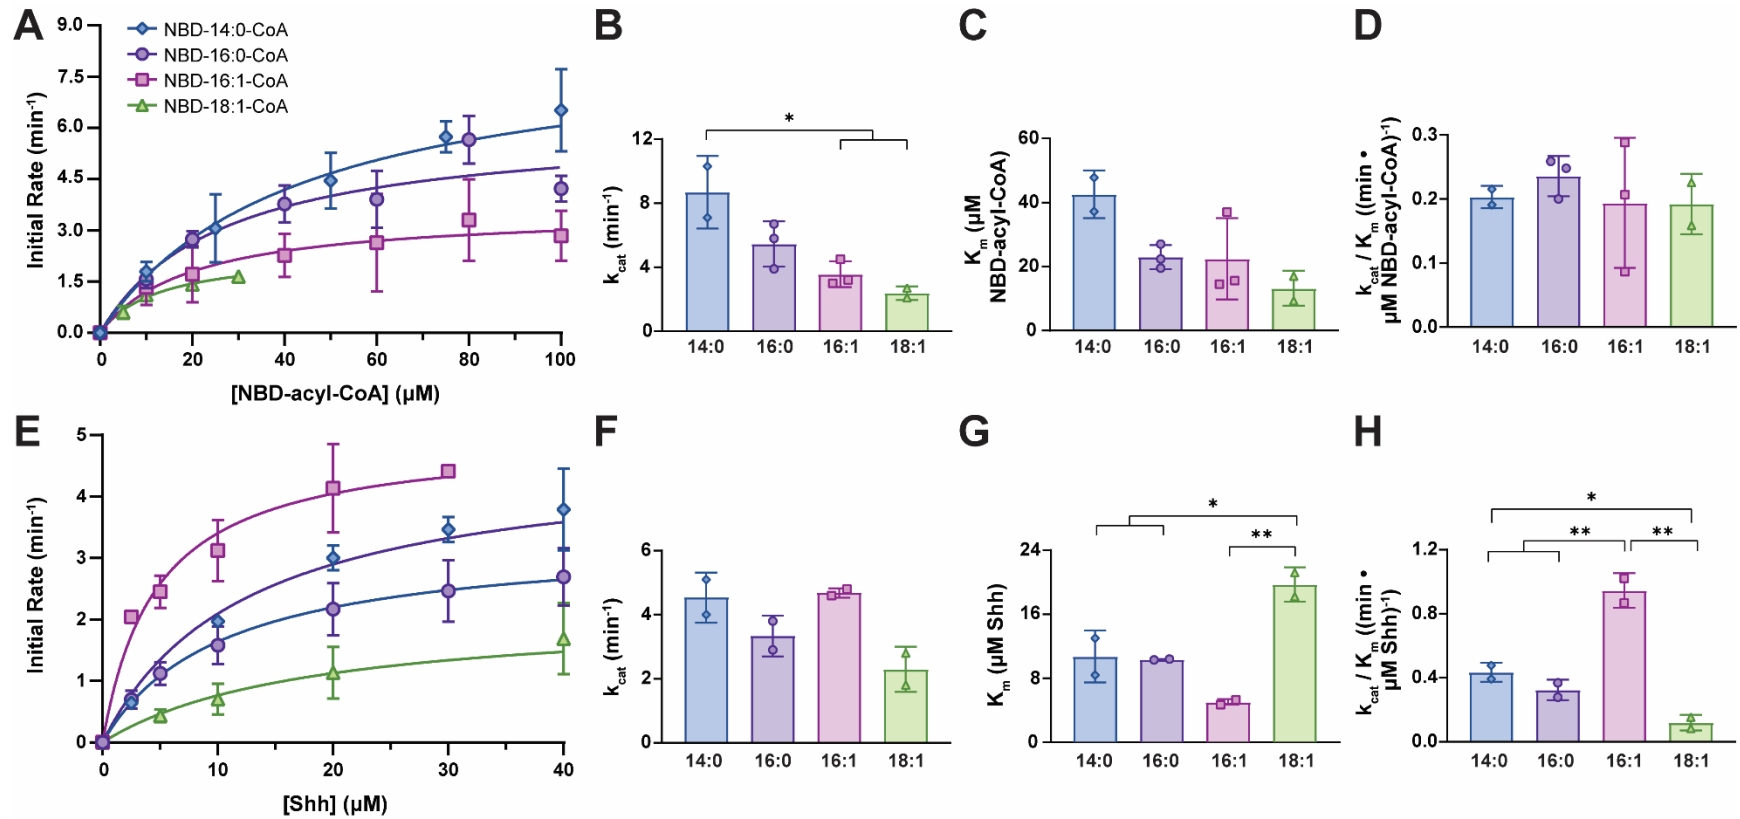 A
9.0
7.5
6.0
4.5
3.0
1.5
0.0
Initial Rate (min⁻¹)
NBD-14:0-CoA
NBD-16:0-CoA
NBD-16:1-CoA
NBD-18:1-CoA
0 20 40 60 80 100
[NBD-acyl-CoA] (µM)
B
12
8
4
0
kcat (min⁻¹)
*
14:0 16:0 16:1 18:1
C
60
40
20
0
Km (µM
NBD-acyl-CoA)
14:0 16:0 16:1 18:1
D
0.3
0.2
0.1
0.0
kcat / Km ((min •
µM NBD-acyl-CoA)⁻¹)
14:0 16:0 16:1 18:1
E
5
4
3
2
1
0
Initial Rate (min⁻¹)
0 10 20 30 40
[Shh] (µM)
F
6
4
2
0
kcat (min⁻¹)
14:0 16:0 16:1 18:1
G
24
16
8
0
Km (µM Shh)
*
**
14:0 16:0 16:1 18:1
H
1.2
0.8
0.4
0.0
kcat / Km ((min •
µM Shh)⁻¹)
*
** **
14:0 16:0 16:1 18:1